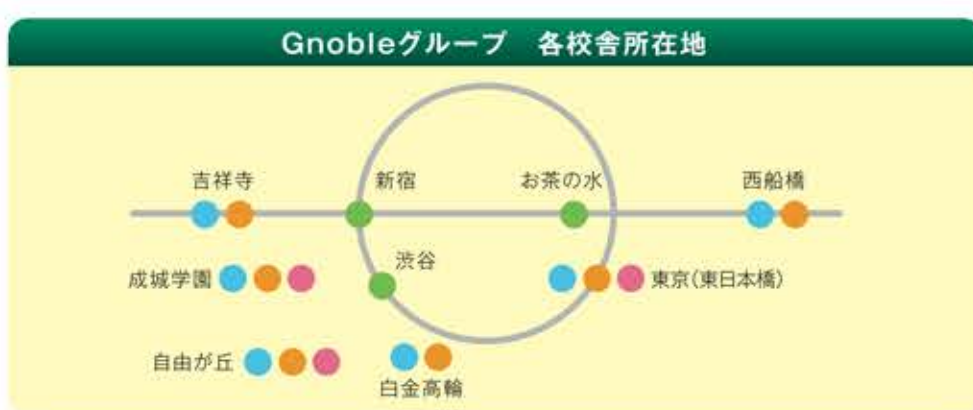 Gnobleグループ　各校舎所在地
吉祥寺
新宿
お茶の水
西船橋
渋谷
成城学園
東京(東日本橋)
自由が丘
白金高輪